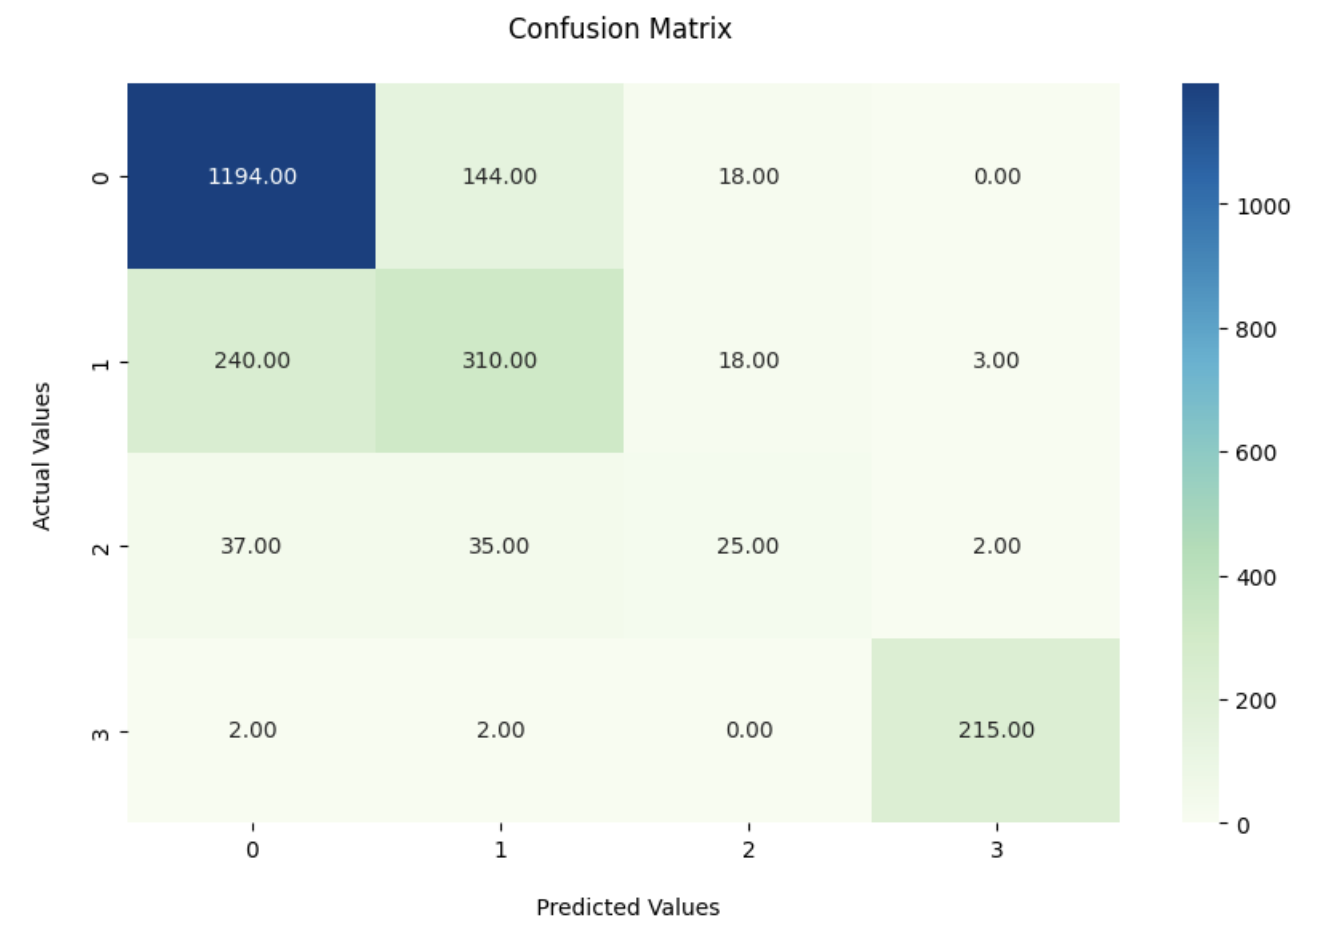 Confusion Matrix
0 1194.00 144.00 18.00 0.00
1 240.00 310.00 18.00 3.00
2 37.00 35.00 25.00 2.00
3 2.00 2.00 0.00 215.00
0 1 2 3
Actual Values
Predicted Values
1000
800
600
400
200
0